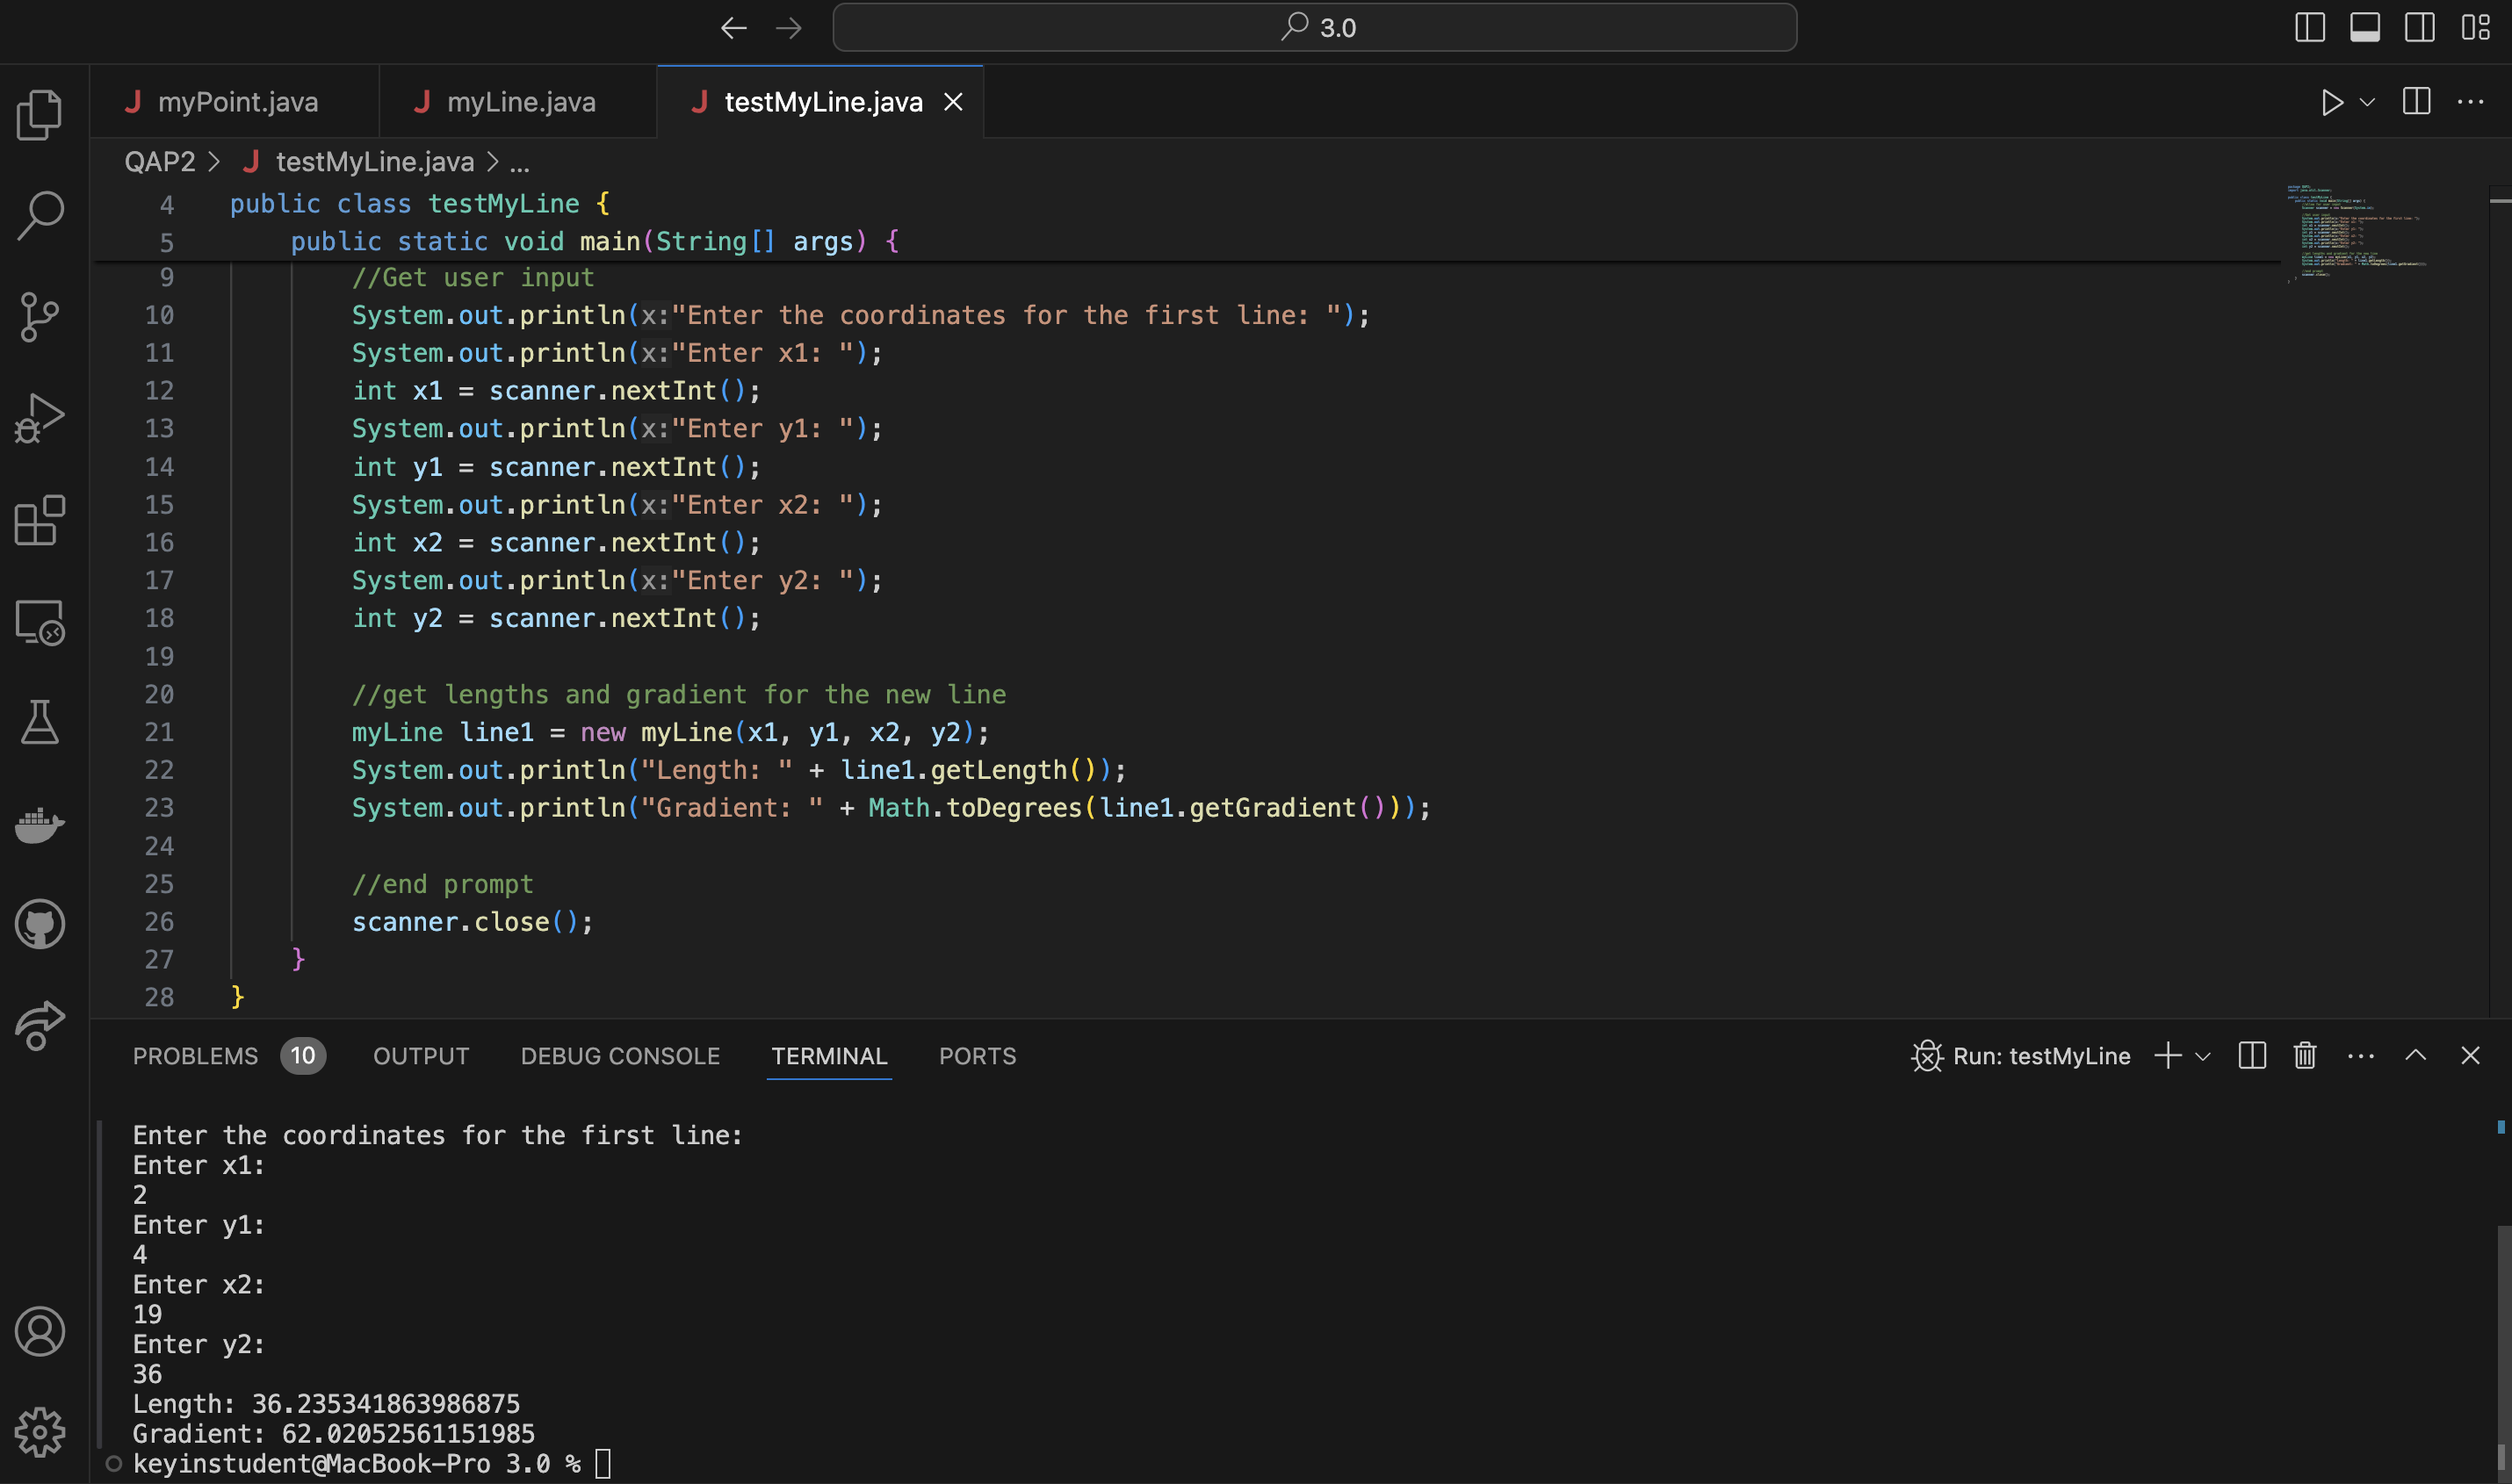 3.0
myPoint.java
myLine.java
testMyLine.java
QAP2 > testMyLine.java > ...
4 public class testMyLine {
5 public static void main(String[] args) {
9 //Get user input
10 System.out.println(x:"Enter the coordinates for the first line: ");
11 System.out.println(x:"Enter x1: ");
12 int x1 = scanner.nextInt();
13 System.out.println(x:"Enter y1: ");
14 int y1 = scanner.nextInt();
15 System.out.println(x:"Enter x2: ");
16 int x2 = scanner.nextInt();
17 System.out.println(x:"Enter y2: ");
18 int y2 = scanner.nextInt();
19
20 //get lengths and gradient for the new line
21 myLine line1 = new myLine(x1, y1, x2, y2);
22 System.out.println("Length: " + line1.getLength());
23 System.out.println("Gradient: " + Math.toDegrees(line1.getGradient()));
24
25 //end prompt
26 scanner.close();
27 }
28 }
PROBLEMS 10 OUTPUT DEBUG CONSOLE TERMINAL PORTS Run: testMyLine
Enter the coordinates for the first line:
Enter x1:
2
Enter y1:
4
Enter x2:
19
Enter y2:
36
Length: 36.235341863986875
Gradient: 62.02052561151985
keyinstudent@MacBook-Pro 3.0 %